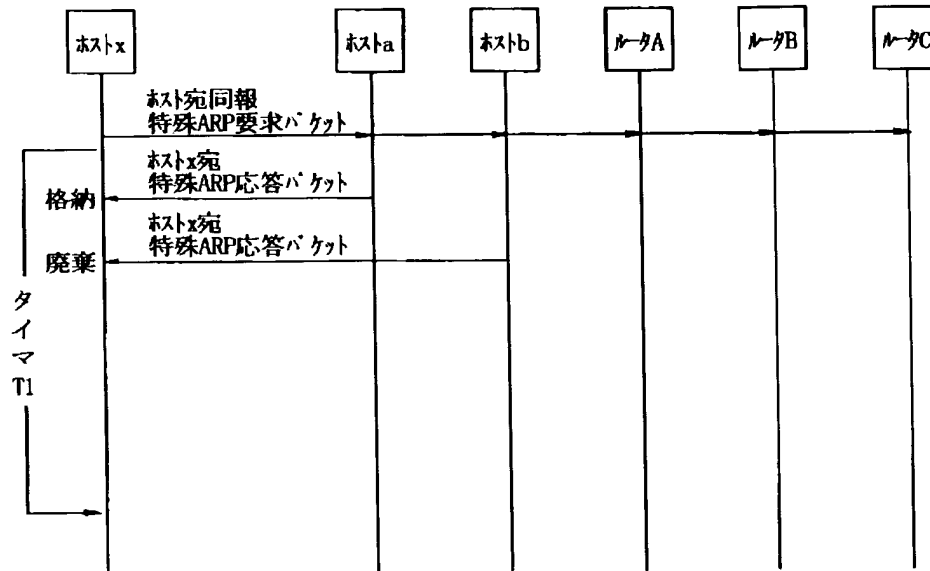 ホストx
ホストa
ホストb
ルータA
ルータB
ルータC
ホスト宛同報
特殊ARP要求パケット
ホストx宛
特殊ARP応答パケット
格納
ホストx宛
特殊ARP応答パケット
廃棄
タイマT1